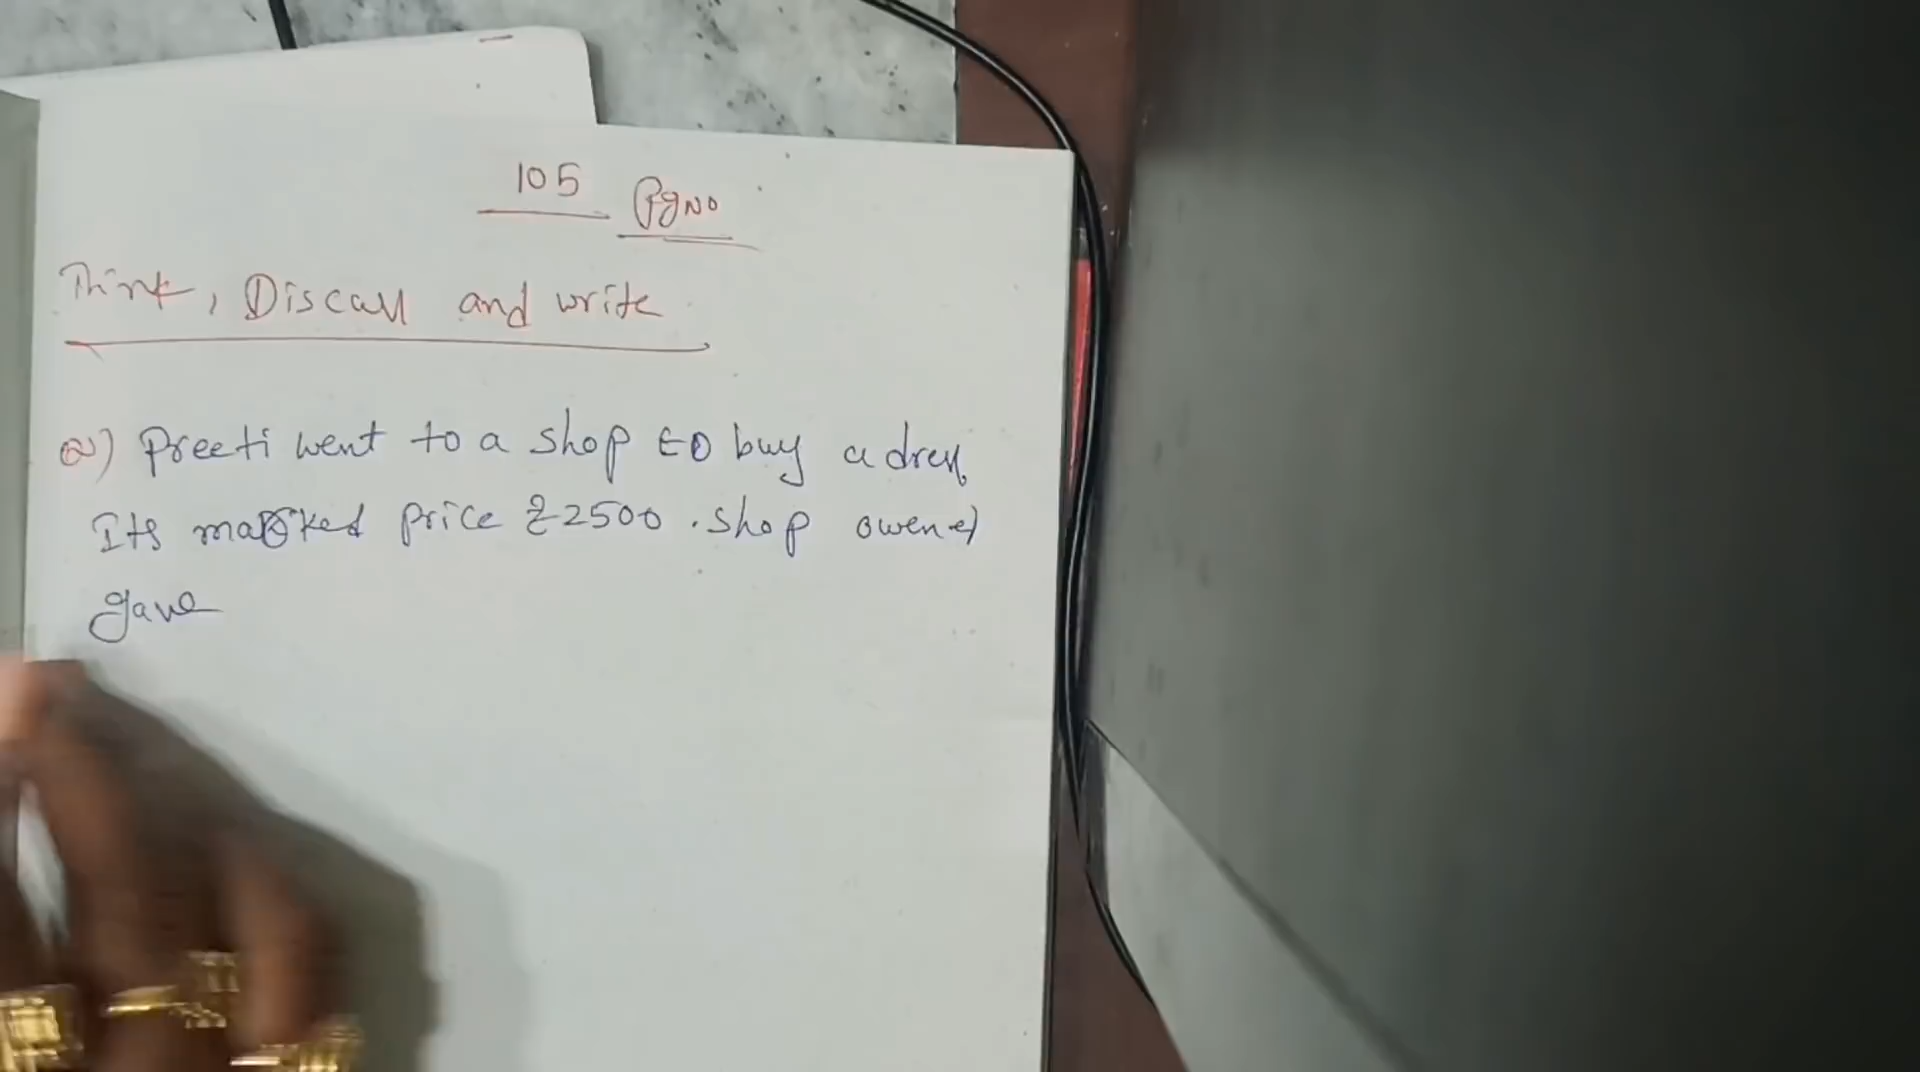 105 Pg No
Think, Discuss and write
Q) Preeti went to a shop to buy a dress.
Its marked price ₹2500. shop owener
gave